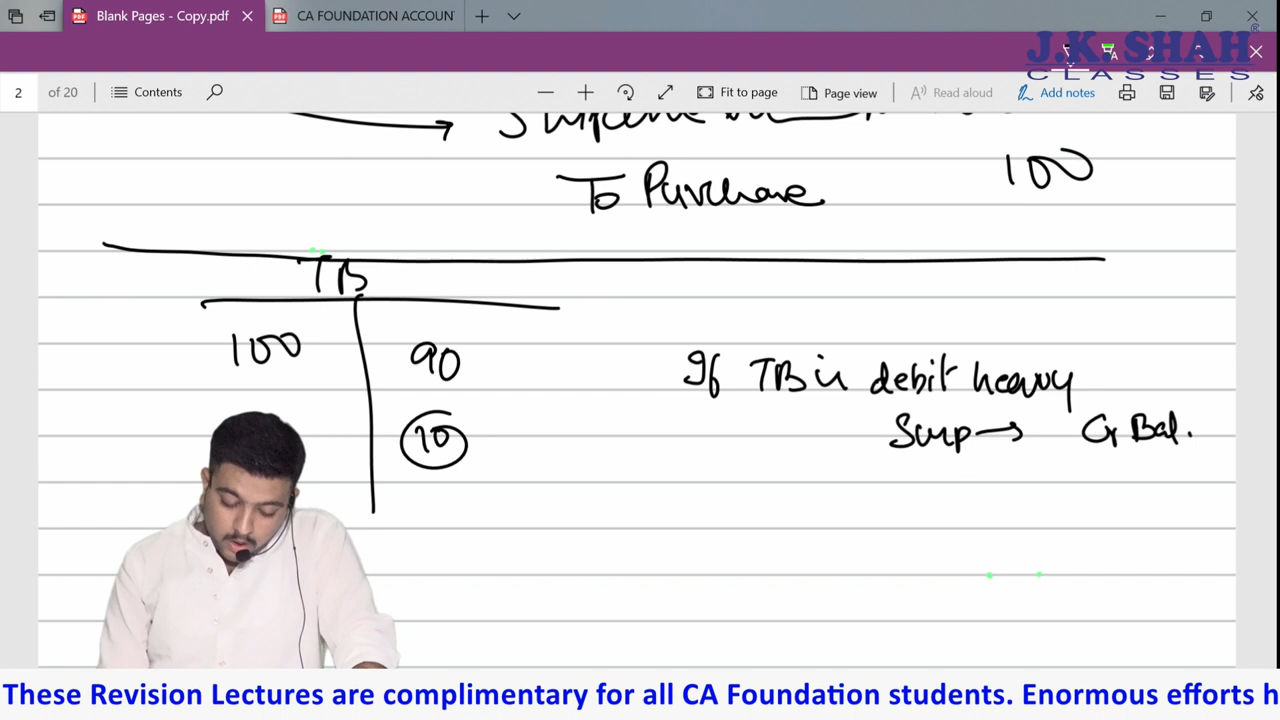 Blank Pages - Copy.pdf
CA FOUNDATION ACCOUNT
J.K. SHAH®
CLASSES
2 of 20
Contents
Fit to page
Page view
Read aloud
Add notes
To Purchase 100
TB
100 90
10
If TB is debit heavy
Susp → Cr Bal.
These Revision Lectures are complimentary for all CA Foundation students. Enormous efforts h